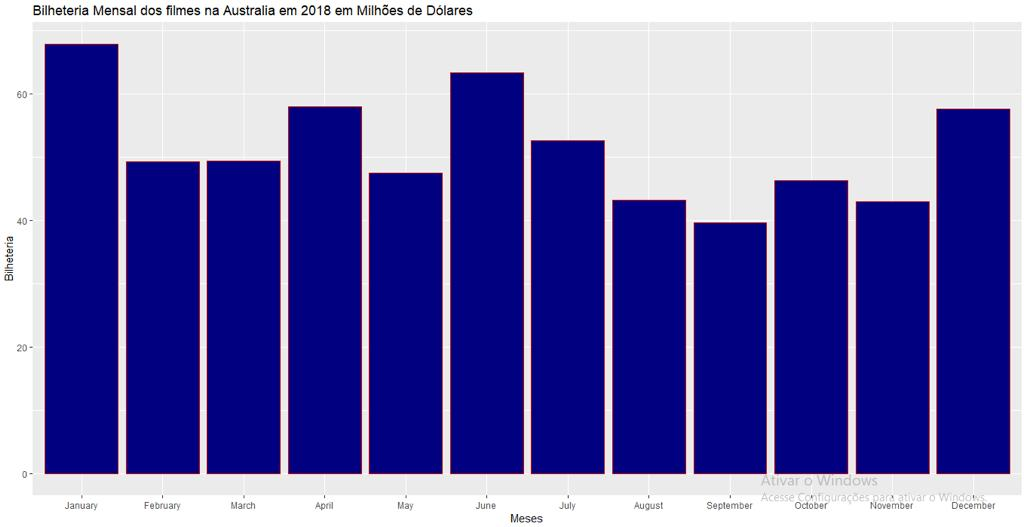 Bilheteria Mensal dos filmes na Australia em 2018 em Milhões de Dólares
Bilheteria
60
40
20
0
January February March April May June July August September October November December
Meses
Ativar o Windows
Acesse Configurações para ativar o Windows.